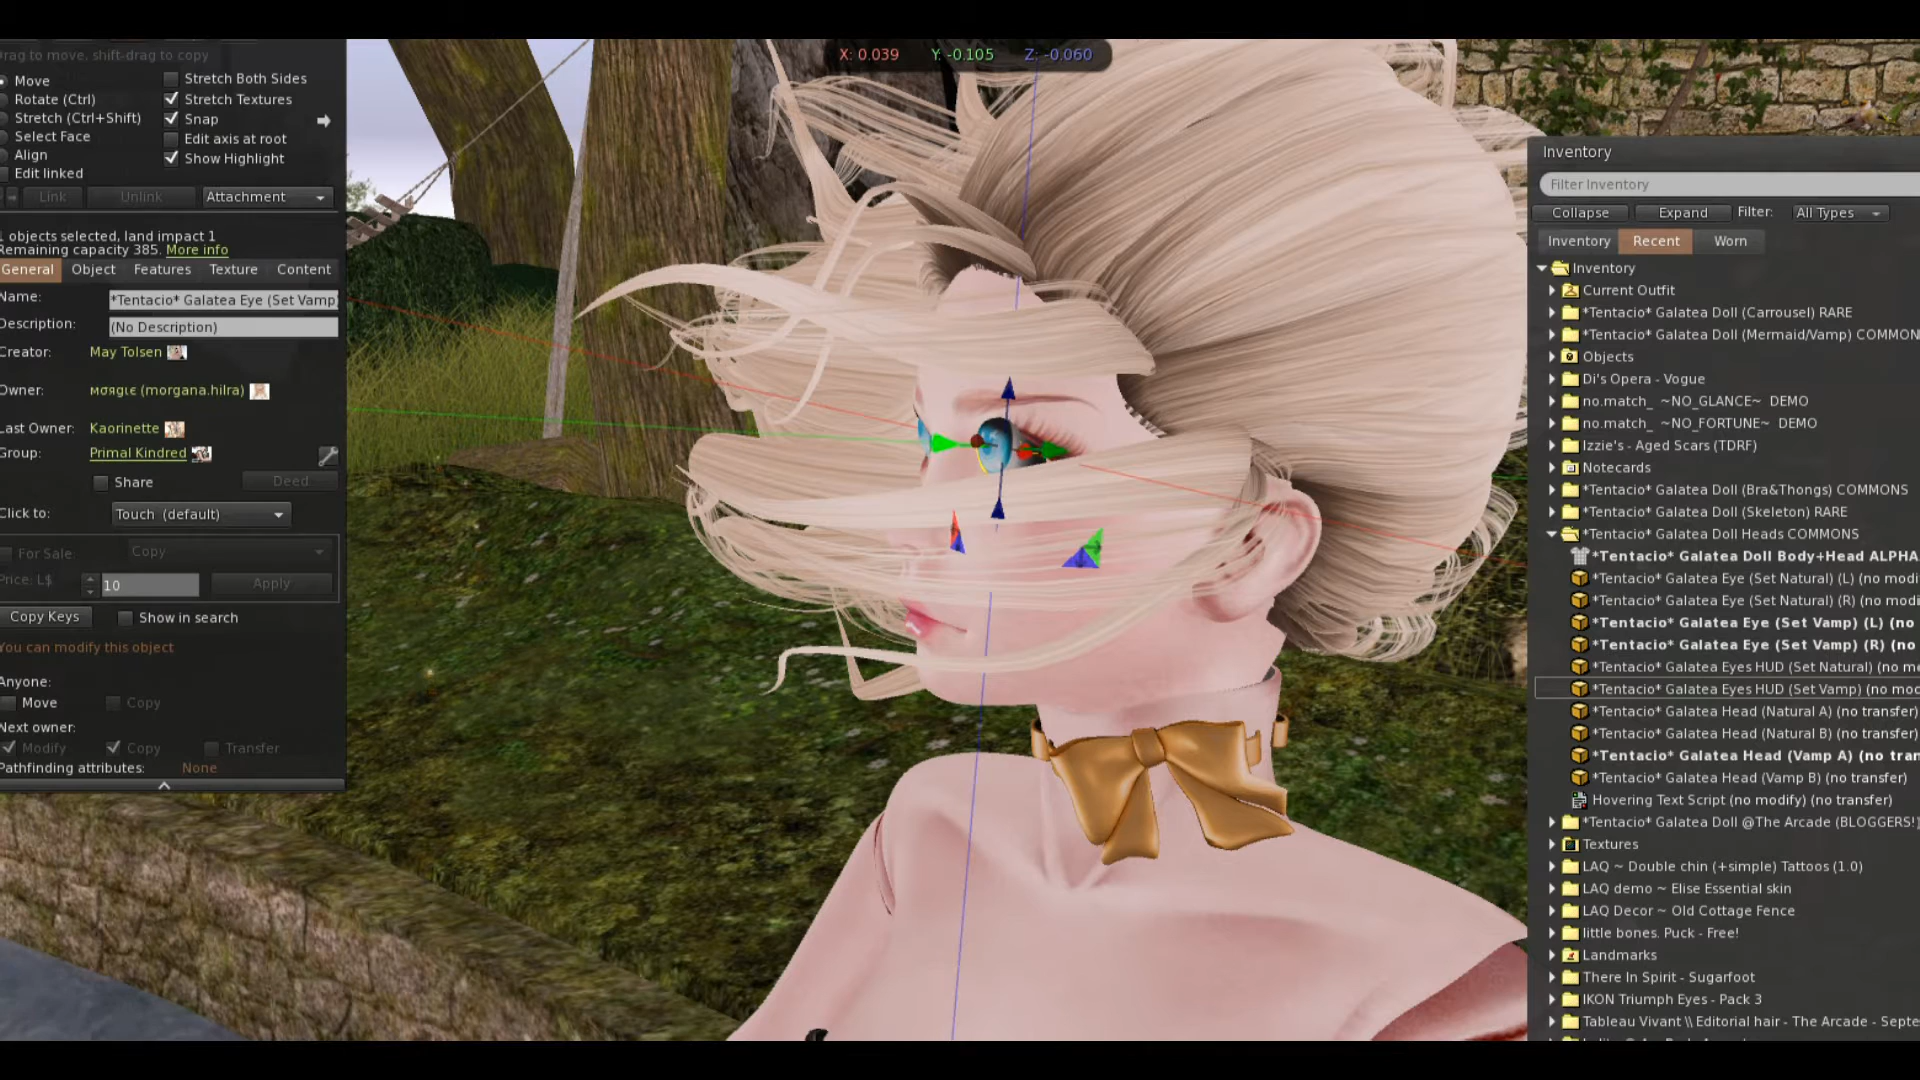 Drag to move, shift-drag to copy
Move
Rotate (Ctrl)
Stretch (Ctrl+Shift)
Select Face
Align
Edit linked
Stretch Both Sides
Stretch Textures
Snap
Edit axis at root
Show Highlight
Link
Unlink
Attachment
1 objects selected, land impact 1
Remaining capacity 385. More info
General Object Features Texture Content
Name: *Tentacio* Galatea Eye (Set Vamp
Description: (No Description)
Creator: May Tolsen
Owner: мσяgιє (morgana.hilra)
Last Owner: Kaorinette
Group: Primal Kindred
Share
Deed
Click to: Touch (default)
For Sale: Copy
Price: L$ 10 Apply
Copy Keys
Show in search
You can modify this object
Anyone:
Move Copy
Next owner:
Modify Copy Transfer
Pathfinding attributes: None
X: 0.039 Y: -0.105 Z: -0.060
Inventory
Filter Inventory
Collapse Expand Filter: All Types
Inventory Recent Worn
Inventory
Current Outfit
*Tentacio* Galatea Doll (Carrousel) RARE
*Tentacio* Galatea Doll (Mermaid/Vamp) COMMON
Objects
Di's Opera - Vogue
no.match_ ~NO_GLANCE~ DEMO
no.match_ ~NO_FORTUNE~ DEMO
Izzie's - Aged Scars (TDRF)
Notecards
*Tentacio* Galatea Doll (Bra&Thongs) COMMONS
*Tentacio* Galatea Doll (Skeleton) RARE
*Tentacio* Galatea Doll Heads COMMONS
*Tentacio* Galatea Doll Body+Head ALPHA
*Tentacio* Galatea Eye (Set Natural) (L) (no modi
*Tentacio* Galatea Eye (Set Natural) (R) (no modi
*Tentacio* Galatea Eye (Set Vamp) (L) (no
*Tentacio* Galatea Eye (Set Vamp) (R) (no
*Tentacio* Galatea Eyes HUD (Set Natural) (no mo
*Tentacio* Galatea Eyes HUD (Set Vamp) (no moc
*Tentacio* Galatea Head (Natural A) (no transfer)
*Tentacio* Galatea Head (Natural B) (no transfer)
*Tentacio* Galatea Head (Vamp A) (no tran
*Tentacio* Galatea Head (Vamp B) (no transfer)
Hovering Text Script (no modify) (no transfer)
*Tentacio* Galatea Doll @The Arcade (BLOGGERS!)
Textures
LAQ ~ Double chin (+simple) Tattoos (1.0)
LAQ demo ~ Elise Essential skin
LAQ Decor ~ Old Cottage Fence
little bones. Puck - Free!
Landmarks
There In Spirit - Sugarfoot
IKON Triumph Eyes - Pack 3
Tableau Vivant \\ Editorial hair - The Arcade - Septe